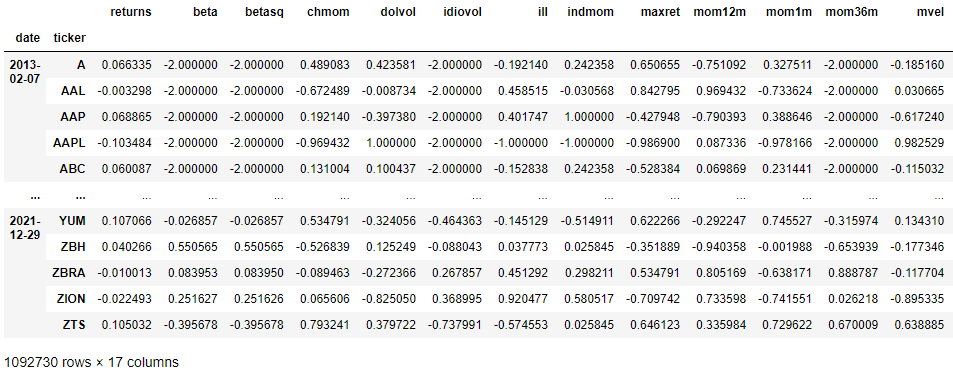 returns beta betasq chmom dolvol idiovol ill indmom maxret mom12m mom1m mom36m mvel
date ticker
2013-02-07 A 0.066335 -2.000000 -2.000000 0.489083 0.423581 -2.000000 -0.192140 0.242358 0.650655 -0.751092 0.327511 -2.000000 -0.185160
AAL -0.003298 -2.000000 -2.000000 -0.672489 -0.008734 -2.000000 0.458515 -0.030568 0.842795 0.969432 -0.733624 -2.000000 0.030665
AAP 0.068865 -2.000000 -2.000000 0.192140 -0.397380 -2.000000 0.401747 1.000000 -0.427948 -0.790393 0.388646 -2.000000 -0.617240
AAPL -0.103484 -2.000000 -2.000000 -0.969432 1.000000 -2.000000 -1.000000 -1.000000 -0.986900 0.087336 -0.978166 -2.000000 0.982529
ABC 0.060087 -2.000000 -2.000000 0.131004 0.100437 -2.000000 -0.152838 0.242358 -0.528384 0.069869 0.231441 -2.000000 -0.115032
... ... ... ... ... ... ... ... ... ... ... ... ... ... ...
2021-12-29 YUM 0.107066 -0.026857 -0.026857 0.534791 -0.324056 -0.464363 -0.145129 -0.514911 0.622266 -0.292247 0.745527 -0.315974 0.134310
ZBH 0.040266 0.550565 0.550565 -0.526839 0.125249 -0.088043 0.037773 0.025845 -0.351889 -0.940358 -0.001988 -0.653939 -0.177346
ZBRA -0.010013 0.083953 0.083950 -0.089463 -0.272366 0.267857 0.451292 0.298211 0.534791 0.805169 -0.638171 0.888787 -0.117704
ZION -0.022493 0.251627 0.251626 0.065606 -0.825050 0.368995 0.920477 0.580517 -0.709742 0.733598 -0.741551 0.026218 -0.895335
ZTS 0.105032 -0.395678 -0.395678 0.793241 0.379722 -0.737991 -0.574553 0.025845 0.646123 0.335984 0.729622 0.670009 0.638885
1092730 rows × 17 columns